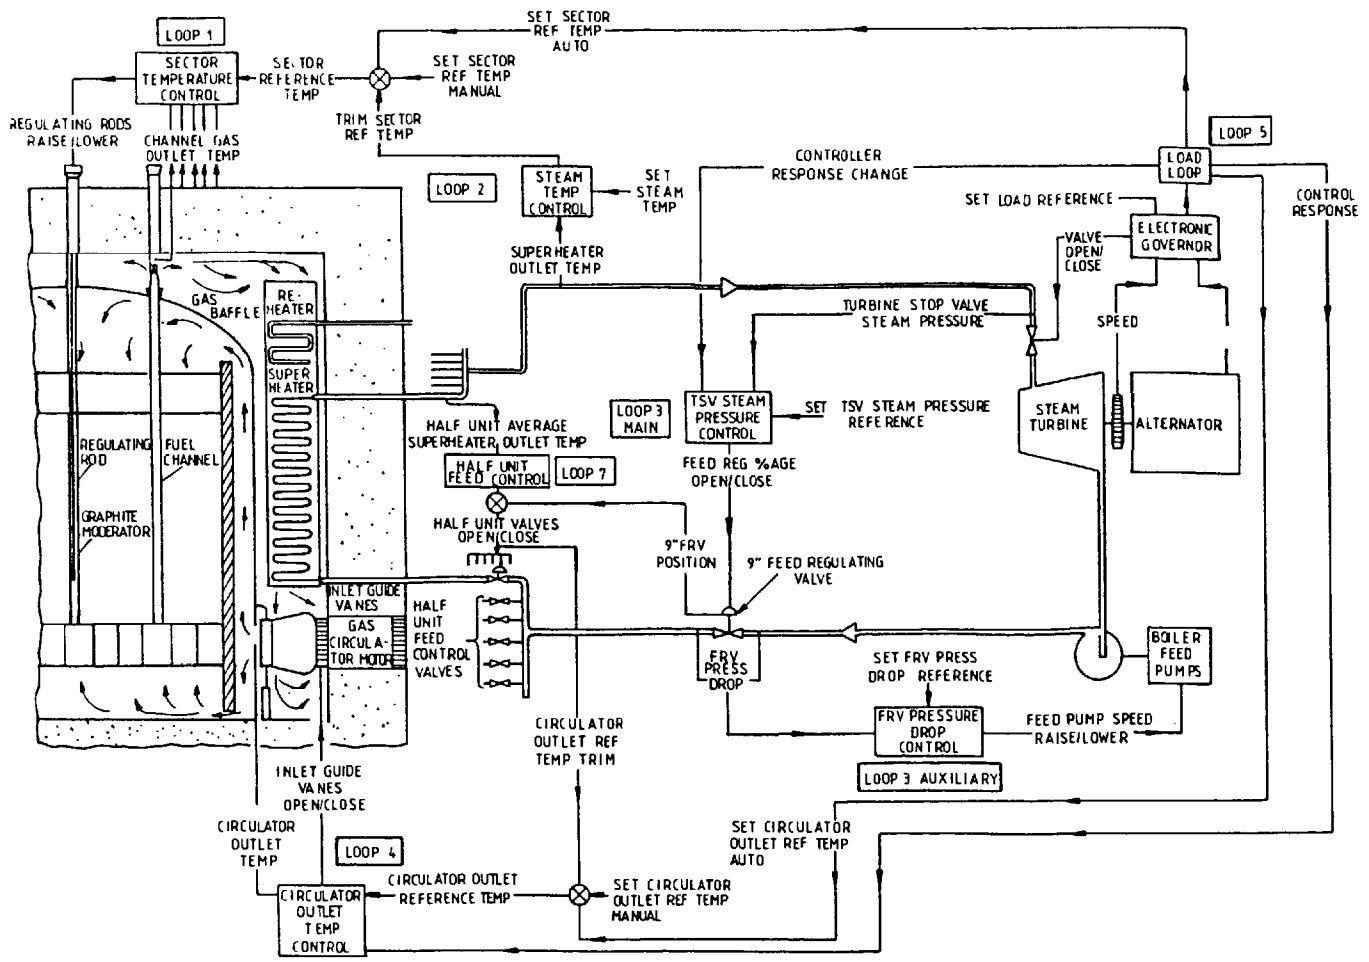 SET SECTOR
REF TEMP
AUTO
LOOP 1
SECTOR
TEMPERATURE
CONTROL
SECTOR
REFERENCE
TEMP
SET SECTOR
REF TEMP
MANUAL
REGULATING RODS
RAISE/LOWER
CHANNEL GAS
OUTLET TEMP
TRIM SECTOR
REF TEMP
LOOP 2
STEAM
TEMP
CONTROL
SET
STEAM
TEMP
CONTROLLER
RESPONSE CHANGE
LOOP 5
LOAD
LOOP
CONTROL
RESPONSE
SET LOAD REFERENCE
ELECTRONIC
GOVERNOR
VALVE
OPEN/
CLOSE
SUPERHEATER
OUTLET TEMP
GAS
BAFFLE
RE-
HEATER
SUPER
HEATER
TURBINE STOP VALVE
STEAM PRESSURE
SPEED
LOOP 3
MAIN
TSV STEAM
PRESSURE
CONTROL
SET TSV STEAM PRESSURE
REFERENCE
STEAM
TURBINE
ALTERNATOR
HALF UNIT AVERAGE
SUPERHEATER OUTLET TEMP
HALF UNIT
FEED CONTROL
LOOP 7
FEED REG %AGE
OPEN/CLOSE
REGULATING
ROD
FUEL
CHANNEL
GRAPHITE
MODERATOR
HALF UNIT VALVES
OPEN/CLOSE
9" FRV
POSITION
9" FEED REGULATING
VALVE
INLET GUIDE
VANES
GAS
CIRCULA-
TOR MOTOR
HALF
UNIT
FEED
CONTROL
VALVES
FRV
PRESS
DROP
SET FRV PRESS
DROP REFERENCE
BOILER
FEED
PUMPS
FRV PRESSURE
DROP
CONTROL
FEED PUMP SPEED
RAISE/LOWER
LOOP 3 AUXILIARY
CIRCULATOR
OUTLET REF
TEMP TRIM
INLET GUIDE
VANES
OPEN/CLOSE
CIRCULATOR
OUTLET
TEMP
LOOP 4
SET CIRCULATOR
OUTLET REF TEMP
AUTO
CIRCULATOR
OUTLET
TEMP
CONTROL
CIRCULATOR OUTLET
REFERENCE TEMP
SET CIRCULATOR
OUTLET REF TEMP
MANUAL